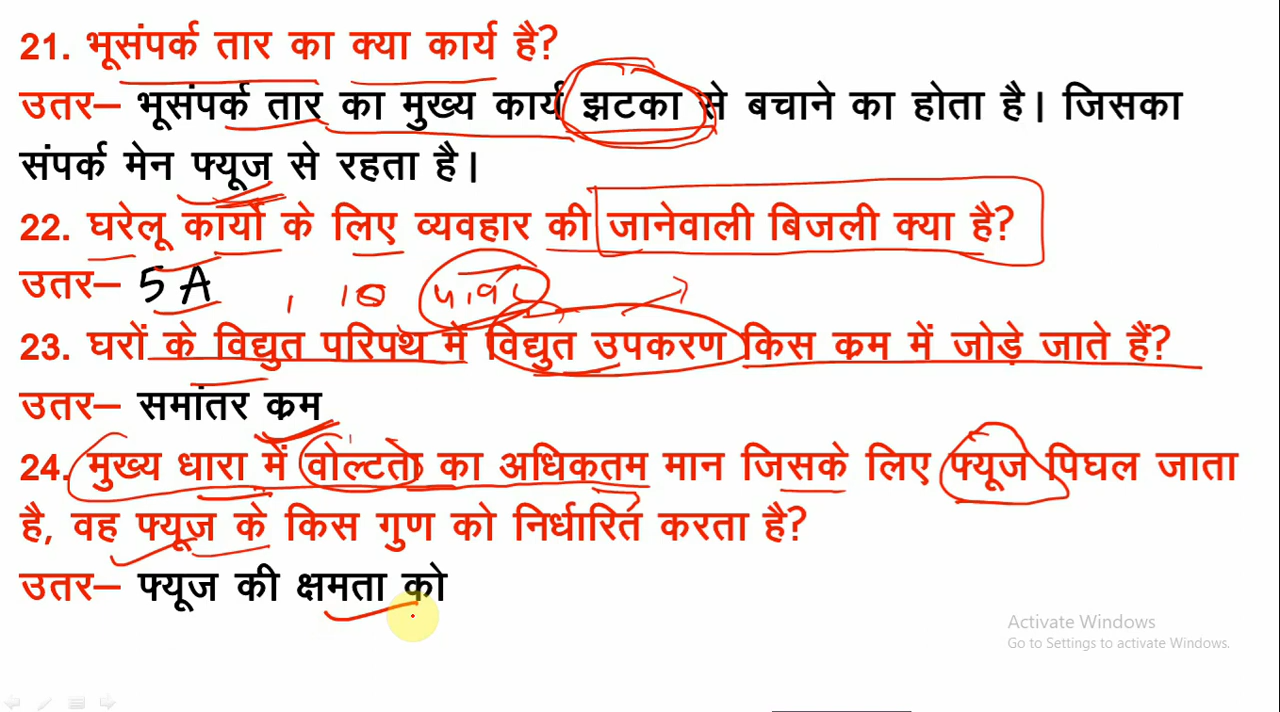 21. भूसंपर्क तार का क्या कार्य है?
उतर– भूसंपर्क तार का मुख्य कार्य झटका से बचाने का होता है। जिसका
संपर्क मेन फ्यूज से रहता है।
22. घरेलू कार्यो के लिए व्यवहार की जानेवाली बिजली क्या है?
उतर– 5 A , 10
23. घरों के विद्युत परिपथ में विद्युत उपकरण किस कम में जोड़े जाते हैं?
उतर– समांतर कम
24. मुख्य धारा में वोल्टता का अधिकतम मान जिसके लिए फ्यूज पिघल जाता
है, वह फ्यूज के किस गुण को निर्धारित करता है?
उतर– फ्यूज की क्षमता को
Activate Windows
Go to Settings to activate Windows.